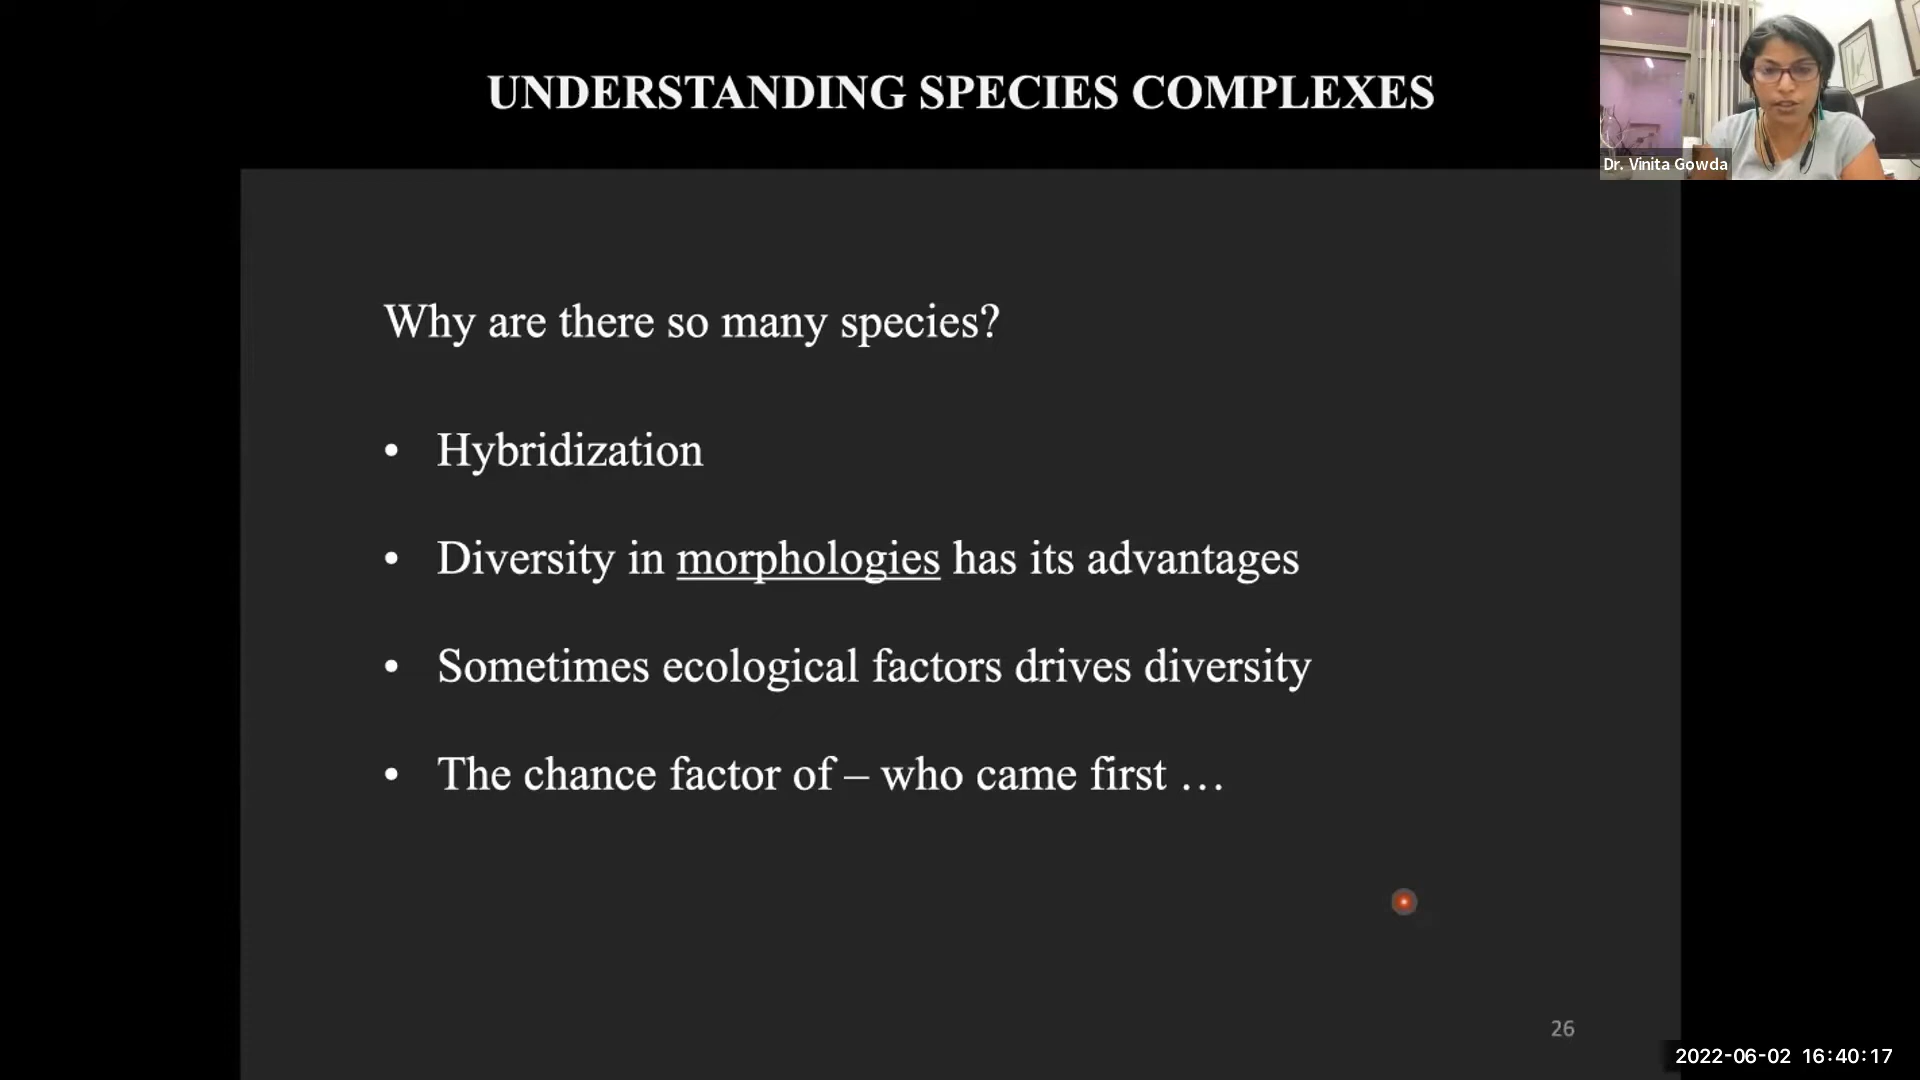 UNDERSTANDING SPECIES COMPLEXES
Dr. Vinita Gowda
Why are there so many species?
• Hybridization
• Diversity in morphologies has its advantages
• Sometimes ecological factors drives diversity
• The chance factor of – who came first …
26
2022-06-02 16:40:17